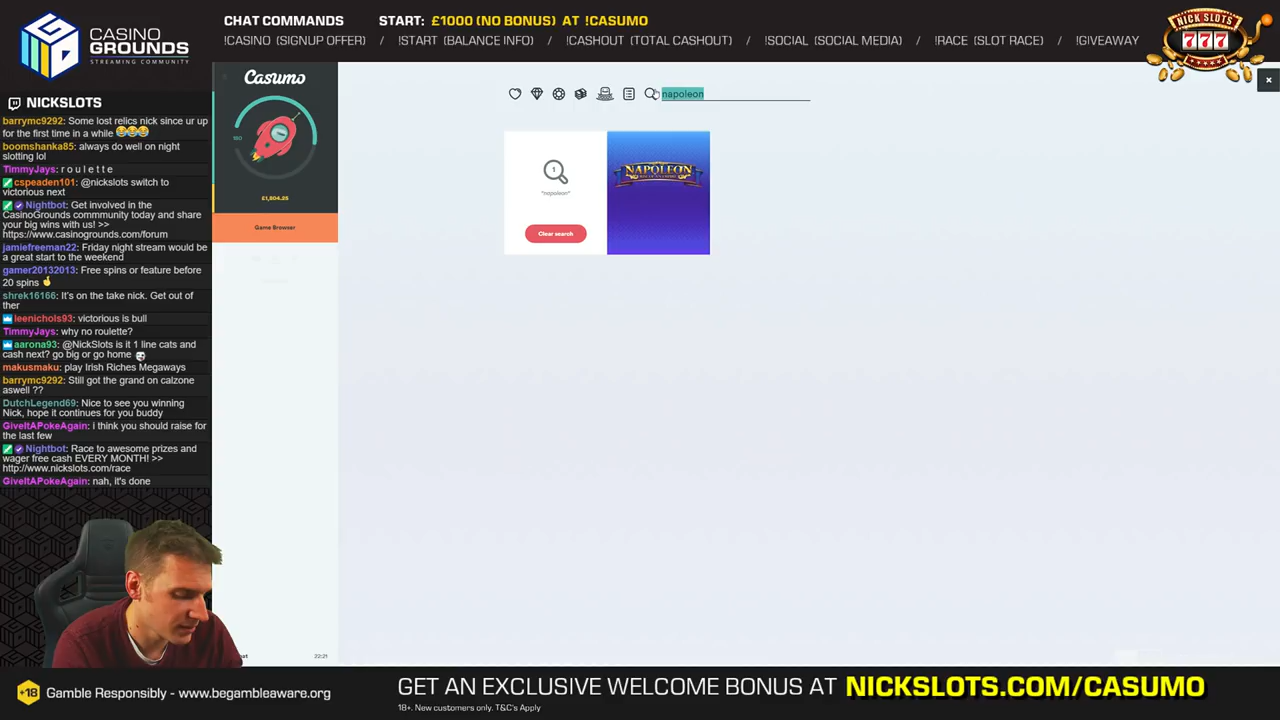 CHAT COMMANDS
START: £1000 (NO BONUS) AT !CASUMO
!CASINO (SIGNUP OFFER) / !START (BALANCE INFO) / !CASHOUT (TOTAL CASHOUT) / !SOCIAL (SOCIAL MEDIA) / !RACE (SLOT RACE) / !GIVEAWAY
CASINO
GROUNDS
STREAMING COMMUNITY
NICK SLOTS
777
NICKSLOTS
barrymc9292: Some lost relics nick since ur up
for the first time in a while
boomshanka85: always do well on night
slotting lol
TimmyJays: r o u l e t t e
cspeaden101: @nickslots switch to
victorious next
Nightbot: Get involved in the
CasinoGrounds commmunity today and share
your big wins with us! >>
https://www.casinogrounds.com/forum
jamiefreeman22: Friday night stream would be
a great start to the weekend
gamer20132013: Free spins or feature before
20 spins
shrek16166: It's on the take nick. Get out of
ther
leenichols93: victorious is bull
TimmyJays: why no roulette?
aarona93: @NickSlots is it 1 line cats and
cash next? go big or go home
makusmaku: play Irish Riches Megaways
barrymc9292: Still got the grand on calzone
aswell ??
DutchLegend69: Nice to see you winning
Nick, hope it continues for you buddy
GiveItAPokeAgain: i think you should raise for
the last few
Nightbot: Race to awesome prizes and
wager free cash EVERY MONTH! >>
http://www.nickslots.com/race
GiveItAPokeAgain: nah, it's done
Casumo
£1,504.25
Game Browser
22:21
napoleon
1
"napoleon"
Clear search
NAPOLEON
+18 Gamble Responsibly - www.begambleaware.org
GET AN EXCLUSIVE WELCOME BONUS AT NICKSLOTS.COM/CASUMO
18+. New customers only. T&C's Apply